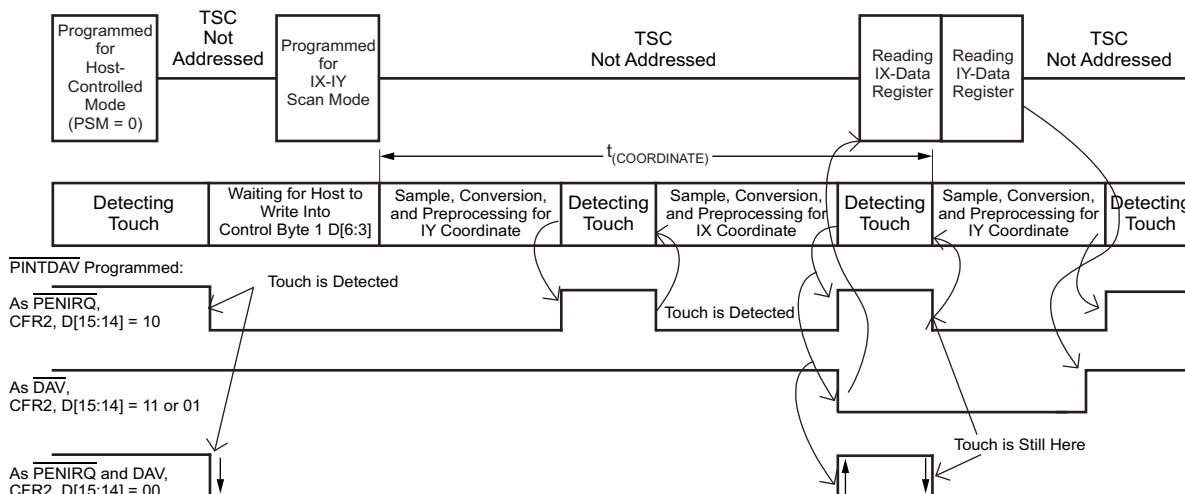 Programmed
for
Host-
Controlled
Mode
(PSM = 0)
TSC
Not
Addressed
Programmed
for
IX-IY
Scan Mode
TSC
Not Addressed
Reading
IX-Data
Register
Reading
IY-Data
Register
TSC
Not Addressed
t(COORDINATE)
Detecting
Touch
Waiting for Host to
Write Into
Control Byte 1 D[6:3]
Sample, Conversion,
and Preprocessing for
IY Coordinate
Detecting
Touch
Sample, Conversion,
and Preprocessing for
IX Coordinate
Detecting
Touch
Sample, Conversion,
and Preprocessing for
IY Coordinate
Detecting
Touch
PINTDAV Programmed:
Touch is Detected
As PENIRQ,
CFR2, D[15:14] = 10
Touch is Detected
As DAV,
CFR2, D[15:14] = 11 or 01
Touch is Still Here
As PENIRQ and DAV,
CFR2, D[15:14] = 00